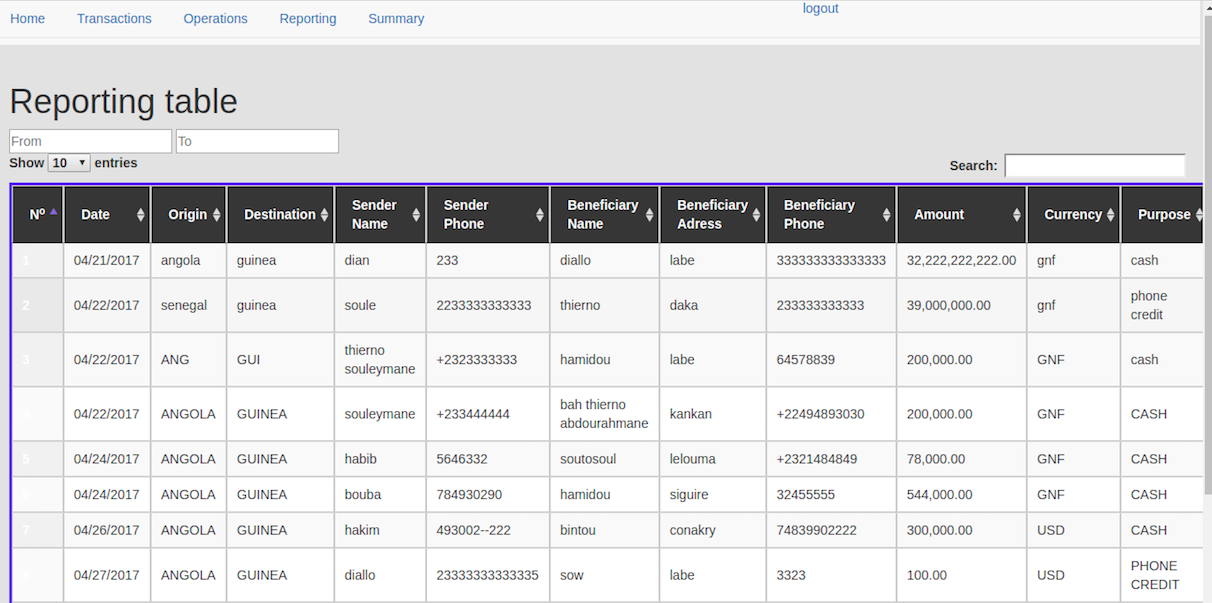 Home Transactions Operations Reporting Summary logout
Reporting table
From To
Show 10 entries
Search:
Nº Date Origin Destination Sender Name Sender Phone Beneficiary Name Beneficiary Adress Beneficiary Phone Amount Currency Purpose
1 04/21/2017 angola guinea dian 233 diallo labe 333333333333333 32,222,222,222.00 gnf cash
2 04/22/2017 senegal guinea soule 2233333333333 thierno daka 233333333333 39,000,000.00 gnf phone credit
3 04/22/2017 ANG GUI thierno souleymane +2323333333 hamidou labe 64578839 200,000.00 GNF cash
04/22/2017 ANGOLA GUINEA souleymane +233444444 bah thierno abdourahmane kankan +22494893030 200,000.00 GNF CASH
5 04/24/2017 ANGOLA GUINEA habib 5646332 soutosoul lelouma +2321484849 78,000.00 GNF CASH
04/24/2017 ANGOLA GUINEA bouba 784930290 hamidou siguire 32455555 544,000.00 GNF CASH
7 04/26/2017 ANGOLA GUINEA hakim 493002--222 bintou conakry 74839902222 300,000.00 USD CASH
04/27/2017 ANGOLA GUINEA diallo 23333333333335 sow labe 3323 100.00 USD PHONE CREDIT